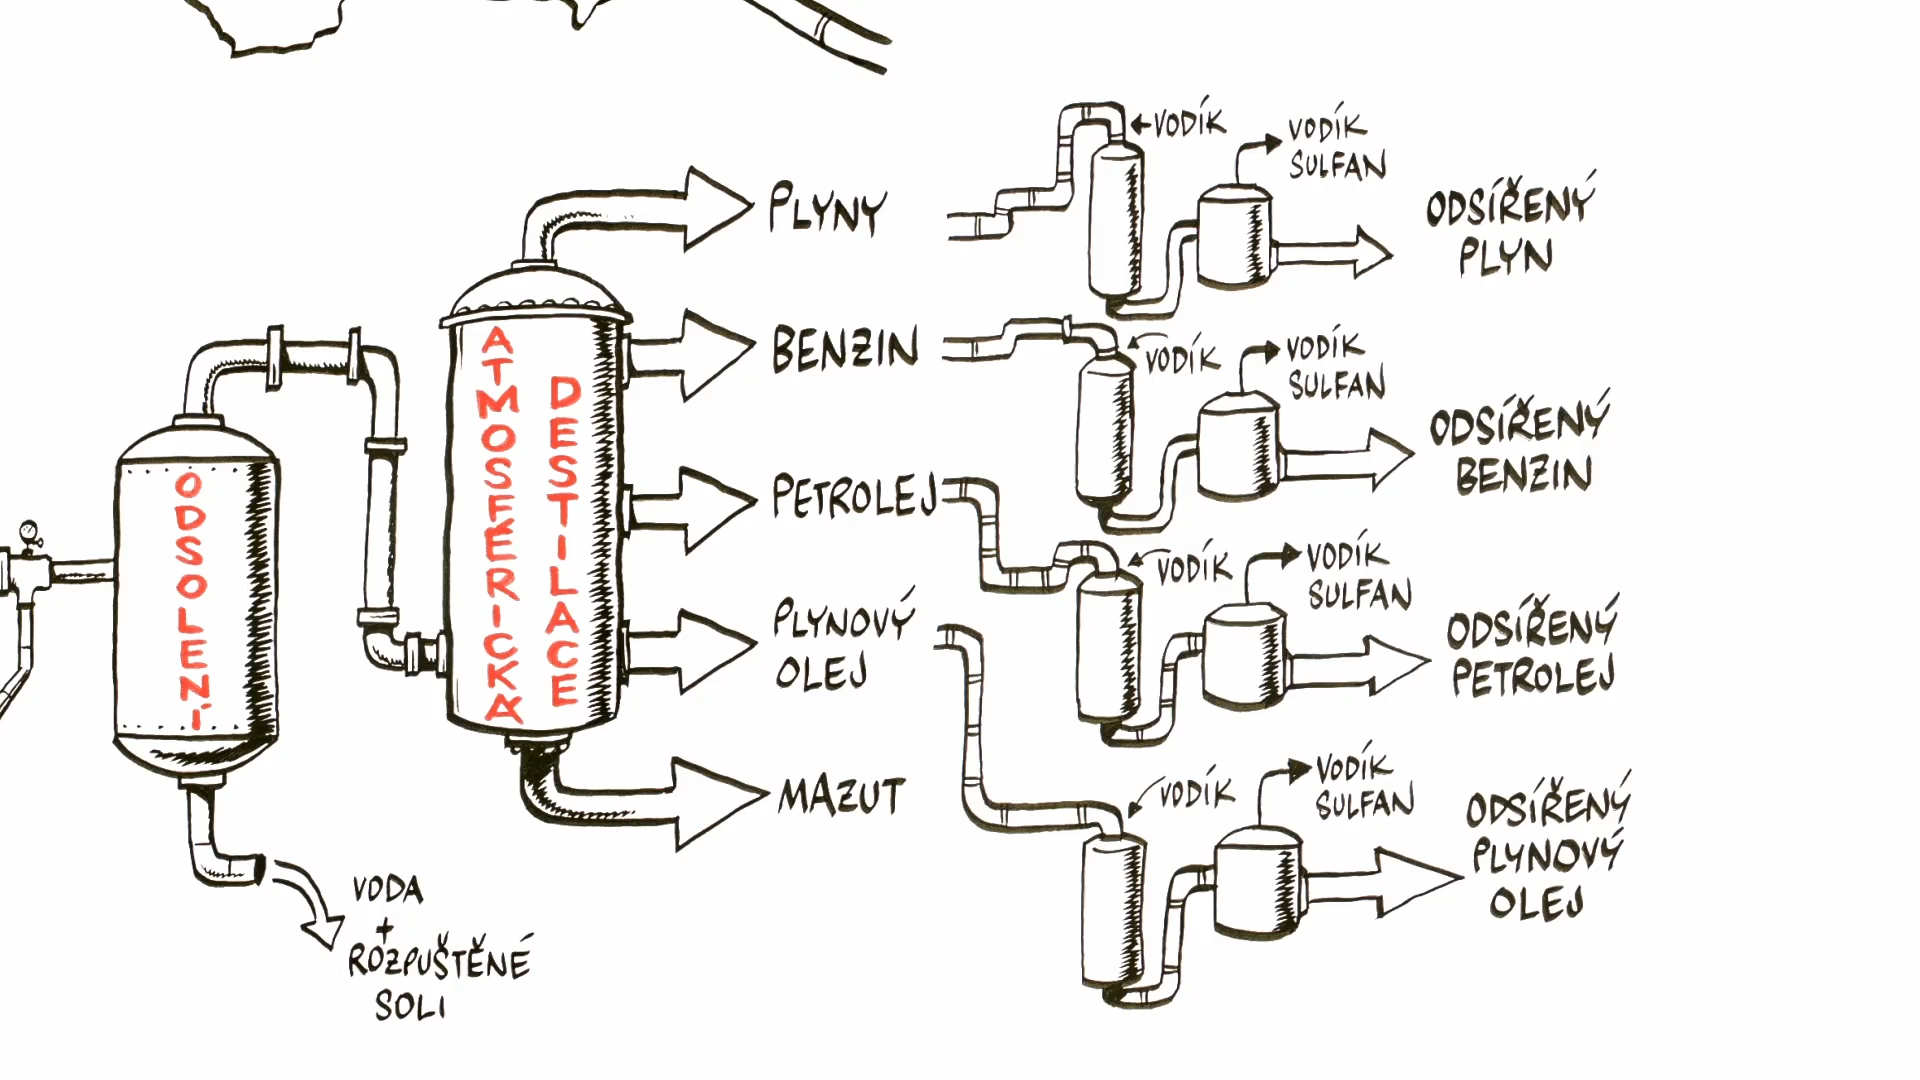 ODSOLENÍ
VODA
+
ROZPUŠTĚNÉ
SOLI
ATMOSFERICKÁ
DESTILACE
PLYNY
BENZIN
PETROLEJ
PLYNOVÝ
OLEJ
MAZUT
VODÍK
VODÍK
SULFAN
ODSÍŘENÝ
PLYN
VODÍK
VODÍK
SULFAN
ODSÍŘENÝ
BENZIN
VODÍK
VODÍK
SULFAN
ODSÍŘENÝ
PETROLEJ
VODÍK
VODÍK
SULFAN
ODSÍŘENÝ
PLYNOVÝ
OLEJ